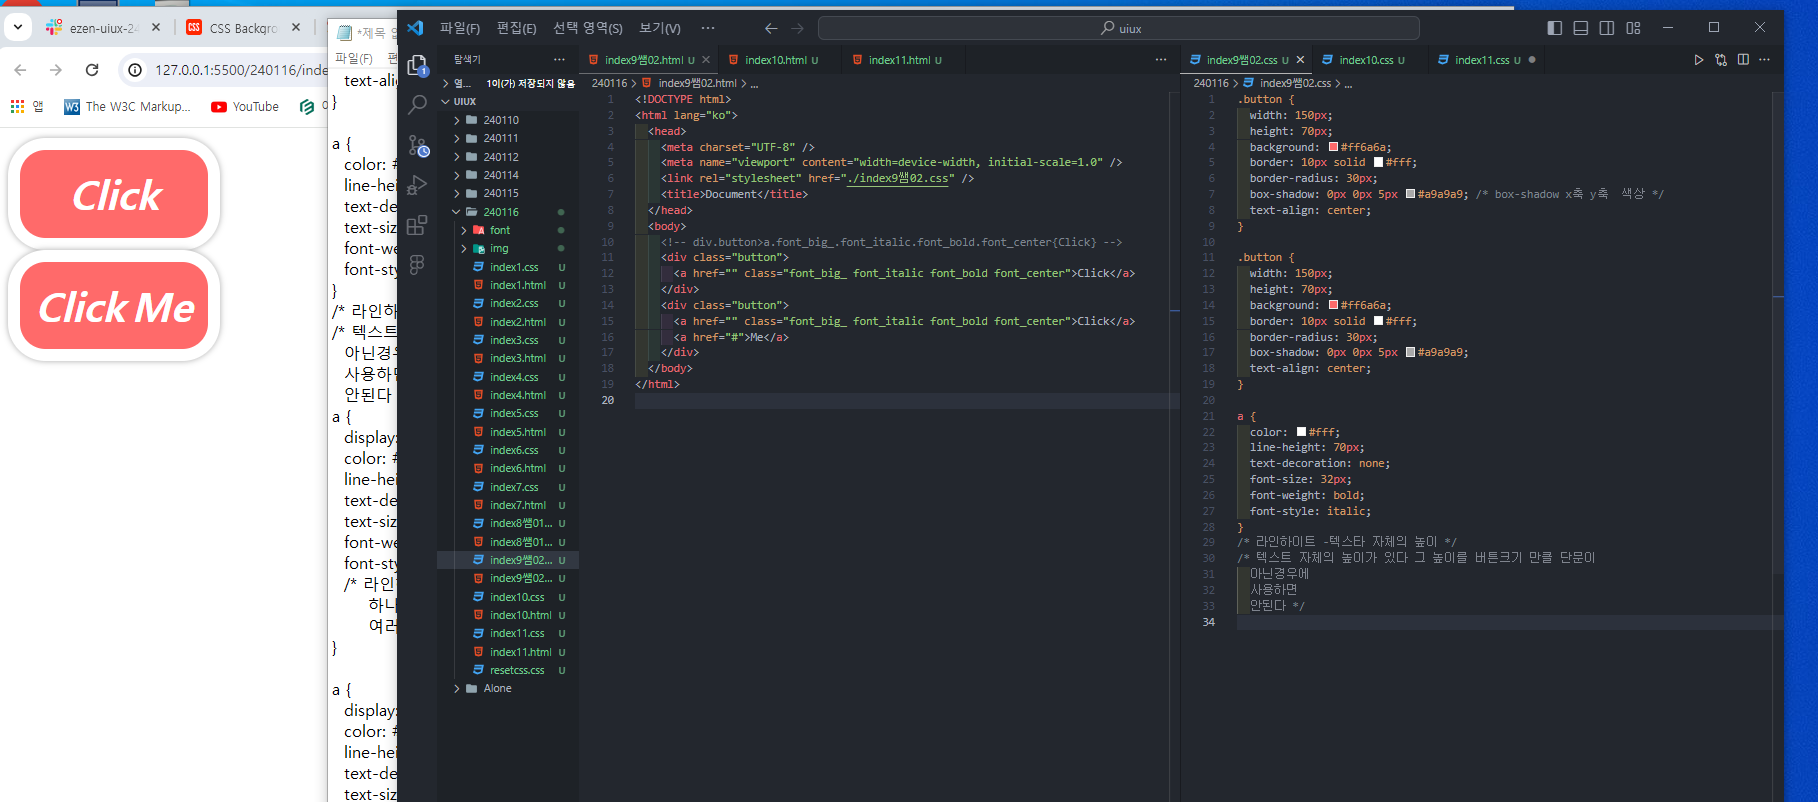 ezen-uiux-24
CSS Backgro
127.0.0.1:5500/240116/inde
앱
The W3C Markup...
YouTube
Click
Click Me
*제목 없
파일(F)
text-alig
}
a {
color: #
line-hei
text-de
text-siz
font-we
font-sty
}
/* 라인하
/* 텍스트
아닌경우
사용하면
안된다
a {
display:
color: #
line-hei
text-de
text-siz
font-we
font-sty
/* 라인
하나
여러
}
a {
display:
color: #
line-hei
text-de
text-siz
파일(F)
편집(E)
선택 영역(S)
보기(V)
...
uiux
탐색기
...
열...
1이(가) 저장되지 않음
UIUX
240110
240111
240112
240114
240115
240116
font
img
index1.css U
index1.html U
index2.css U
index2.html U
index3.css U
index3.html U
index4.css U
index4.html U
index5.css U
index5.html U
index6.css U
index6.html U
index7.css U
index7.html U
index8쌤01... U
index8쌤01... U
index9쌤02... U
index9쌤02... U
index10.css U
index10.html U
index11.css U
index11.html U
resetcss.css U
Alone
index9쌤02.html U
index10.html U
index11.html U
240116 > index9쌤02.html > ...
1 <!DOCTYPE html>
2 <html lang="ko">
3 <head>
4 <meta charset="UTF-8" />
5 <meta name="viewport" content="width=device-width, initial-scale=1.0" />
6 <link rel="stylesheet" href="./index9쌤02.css" />
7 <title>Document</title>
8 </head>
9 <body>
10 <!-- div.button>a.font_big_.font_italic.font_bold.font_center{Click} -->
11 <div class="button">
12 <a href="" class="font_big_ font_italic font_bold font_center">Click</a>
13 </div>
14 <div class="button">
15 <a href="" class="font_big_ font_italic font_bold font_center">Click</a>
16 <a href="#">Me</a>
17 </div>
18 </body>
19 </html>
20
index9쌤02.css U
index10.css U
index11.css U
240116 > index9쌤02.css > ...
1 .button {
2 width: 150px;
3 height: 70px;
4 background: #ff6a6a;
5 border: 10px solid #fff;
6 border-radius: 30px;
7 box-shadow: 0px 0px 5px #a9a9a9; /* box-shadow x축 y축 색상 */
8 text-align: center;
9 }
10
11 .button {
12 width: 150px;
13 height: 70px;
14 background: #ff6a6a;
15 border: 10px solid #fff;
16 border-radius: 30px;
17 box-shadow: 0px 0px 5px #a9a9a9;
18 text-align: center;
19 }
20
21 a {
22 color: #fff;
23 line-height: 70px;
24 text-decoration: none;
25 font-size: 32px;
26 font-weight: bold;
27 font-style: italic;
28 }
29 /* 라인하이트 -텍스타 자체의 높이 */
30 /* 텍스트 자체의 높이가 있다 그 높이를 버튼크기 만큼 단문이
31 아닌경우에
32 사용하면
33 안된다 */
34